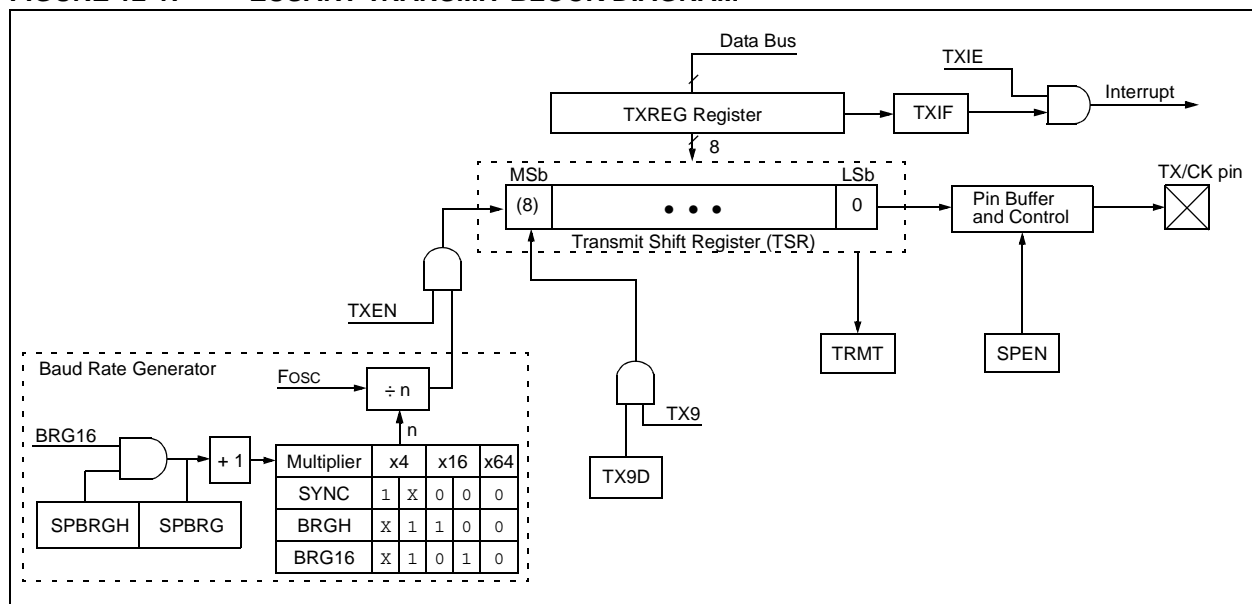 Data Bus
TXIE
Interrupt
TXREG Register
TXIF
8
MSb
LSb
TX/CK pin
(8)
• • •
0
Pin Buffer
and Control
Transmit Shift Register (TSR)
TXEN
TRMT
SPEN
Baud Rate Generator
FOSC
÷ n
n
TX9
BRG16
+ 1
TX9D
Multiplier x4 x16 x64
SYNC 1 X 0 0 0
BRGH X 1 1 0 0
BRG16 X 1 0 1 0
SPBRGH SPBRG